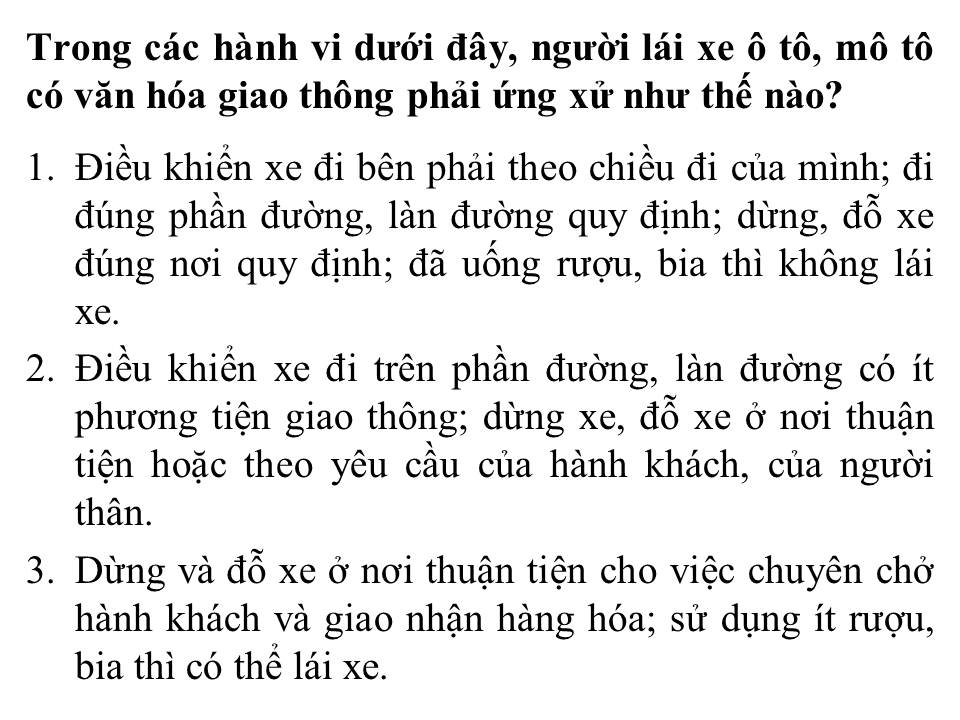 Trong các hành vi dưới đây, người lái xe ô tô, mô tô
có văn hóa giao thông phải ứng xử như thế nào?
1. Điều khiển xe đi bên phải theo chiều đi của mình; đi
đúng phần đường, làn đường quy định; dừng, đỗ xe
đúng nơi quy định; đã uống rượu, bia thì không lái
xe.
2. Điều khiển xe đi trên phần đường, làn đường có ít
phương tiện giao thông; dừng xe, đỗ xe ở nơi thuận
tiện hoặc theo yêu cầu của hành khách, của người
thân.
3. Dừng và đỗ xe ở nơi thuận tiện cho việc chuyên chở
hành khách và giao nhận hàng hóa; sử dụng ít rượu,
bia thì có thể lái xe.